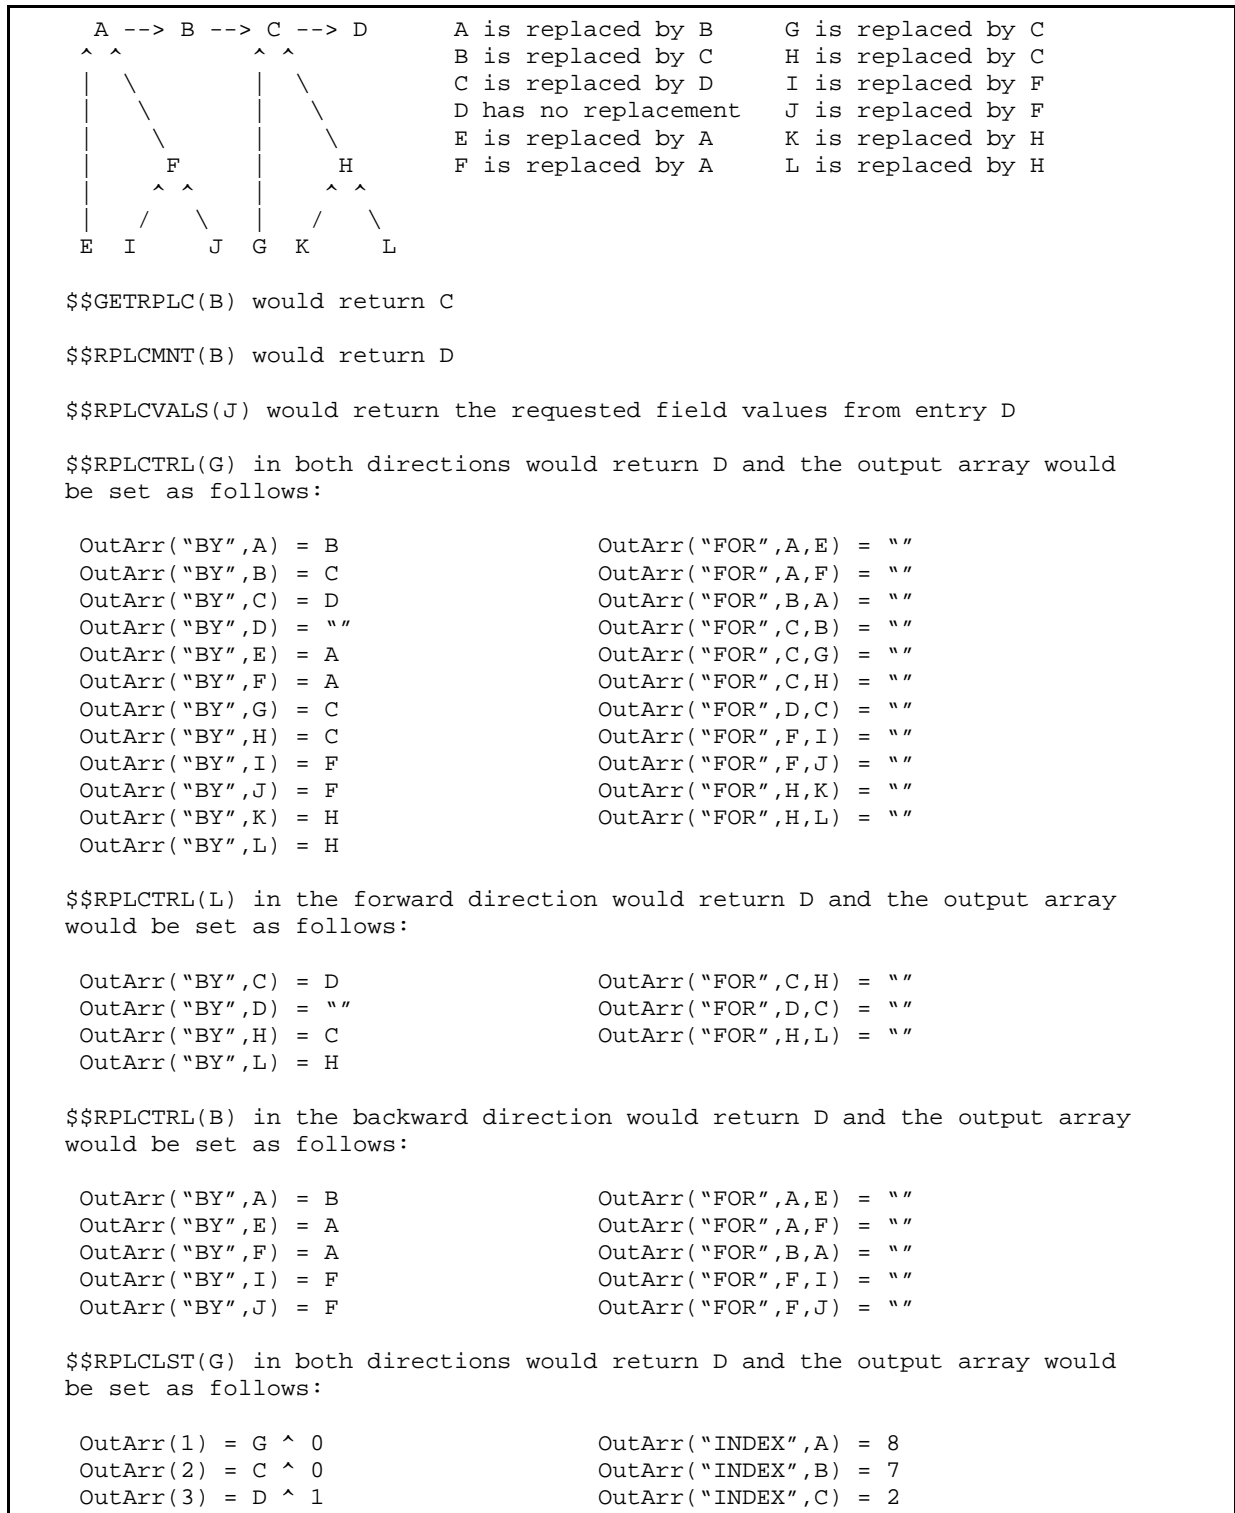 A --> B --> C --> D       A is replaced by B      G is replaced by C
^ ^         ^ ^           B is replaced by C      H is replaced by C
|  \        |  \          C is replaced by D      I is replaced by F
|   \       |   \         D has no replacement    J is replaced by F
|    \      |    \        E is replaced by A      K is replaced by H
|     F     |     H       F is replaced by A      L is replaced by H
|    ^ ^    |    ^ ^
|   /   \   |   /   \
E  I     J  G  K     L
$$GETRPLC(B) would return C
$$RPLCMNT(B) would return D
$$RPLCVALS(J) would return the requested field values from entry D
$$RPLCTRL(G) in both directions would return D and the output array would
be set as follows:
OutArr(“BY”,A) = B                    OutArr(“FOR”,A,E) = “”
OutArr(“BY”,B) = C                    OutArr(“FOR”,A,F) = “”
OutArr(“BY”,C) = D                    OutArr(“FOR”,B,A) = “”
OutArr(“BY”,D) = “”                   OutArr(“FOR”,C,B) = “”
OutArr(“BY”,E) = A                    OutArr(“FOR”,C,G) = “”
OutArr(“BY”,F) = A                    OutArr(“FOR”,C,H) = “”
OutArr(“BY”,G) = C                    OutArr(“FOR”,D,C) = “”
OutArr(“BY”,H) = C                    OutArr(“FOR”,F,I) = “”
OutArr(“BY”,I) = F                    OutArr(“FOR”,F,J) = “”
OutArr(“BY”,J) = F                    OutArr(“FOR”,H,K) = “”
OutArr(“BY”,K) = H                    OutArr(“FOR”,H,L) = “”
OutArr(“BY”,L) = H
$$RPLCTRL(L) in the forward direction would return D and the output array
would be set as follows:
OutArr(“BY”,C) = D                    OutArr(“FOR”,C,H) = “”
OutArr(“BY”,D) = “”                   OutArr(“FOR”,D,C) = “”
OutArr(“BY”,H) = C                    OutArr(“FOR”,H,L) = “”
OutArr(“BY”,L) = H
$$RPLCTRL(B) in the backward direction would return D and the output array
would be set as follows:
OutArr(“BY”,A) = B                    OutArr(“FOR”,A,E) = “”
OutArr(“BY”,E) = A                    OutArr(“FOR”,A,F) = “”
OutArr(“BY”,F) = A                    OutArr(“FOR”,B,A) = “”
OutArr(“BY”,I) = F                    OutArr(“FOR”,F,I) = “”
OutArr(“BY”,J) = F                    OutArr(“FOR”,F,J) = “”
$$RPLCLST(G) in both directions would return D and the output array would
be set as follows:
OutArr(1) = G ^ 0                     OutArr(“INDEX”,A) = 8
OutArr(2) = C ^ 0                     OutArr(“INDEX”,B) = 7
OutArr(3) = D ^ 1                     OutArr(“INDEX”,C) = 2